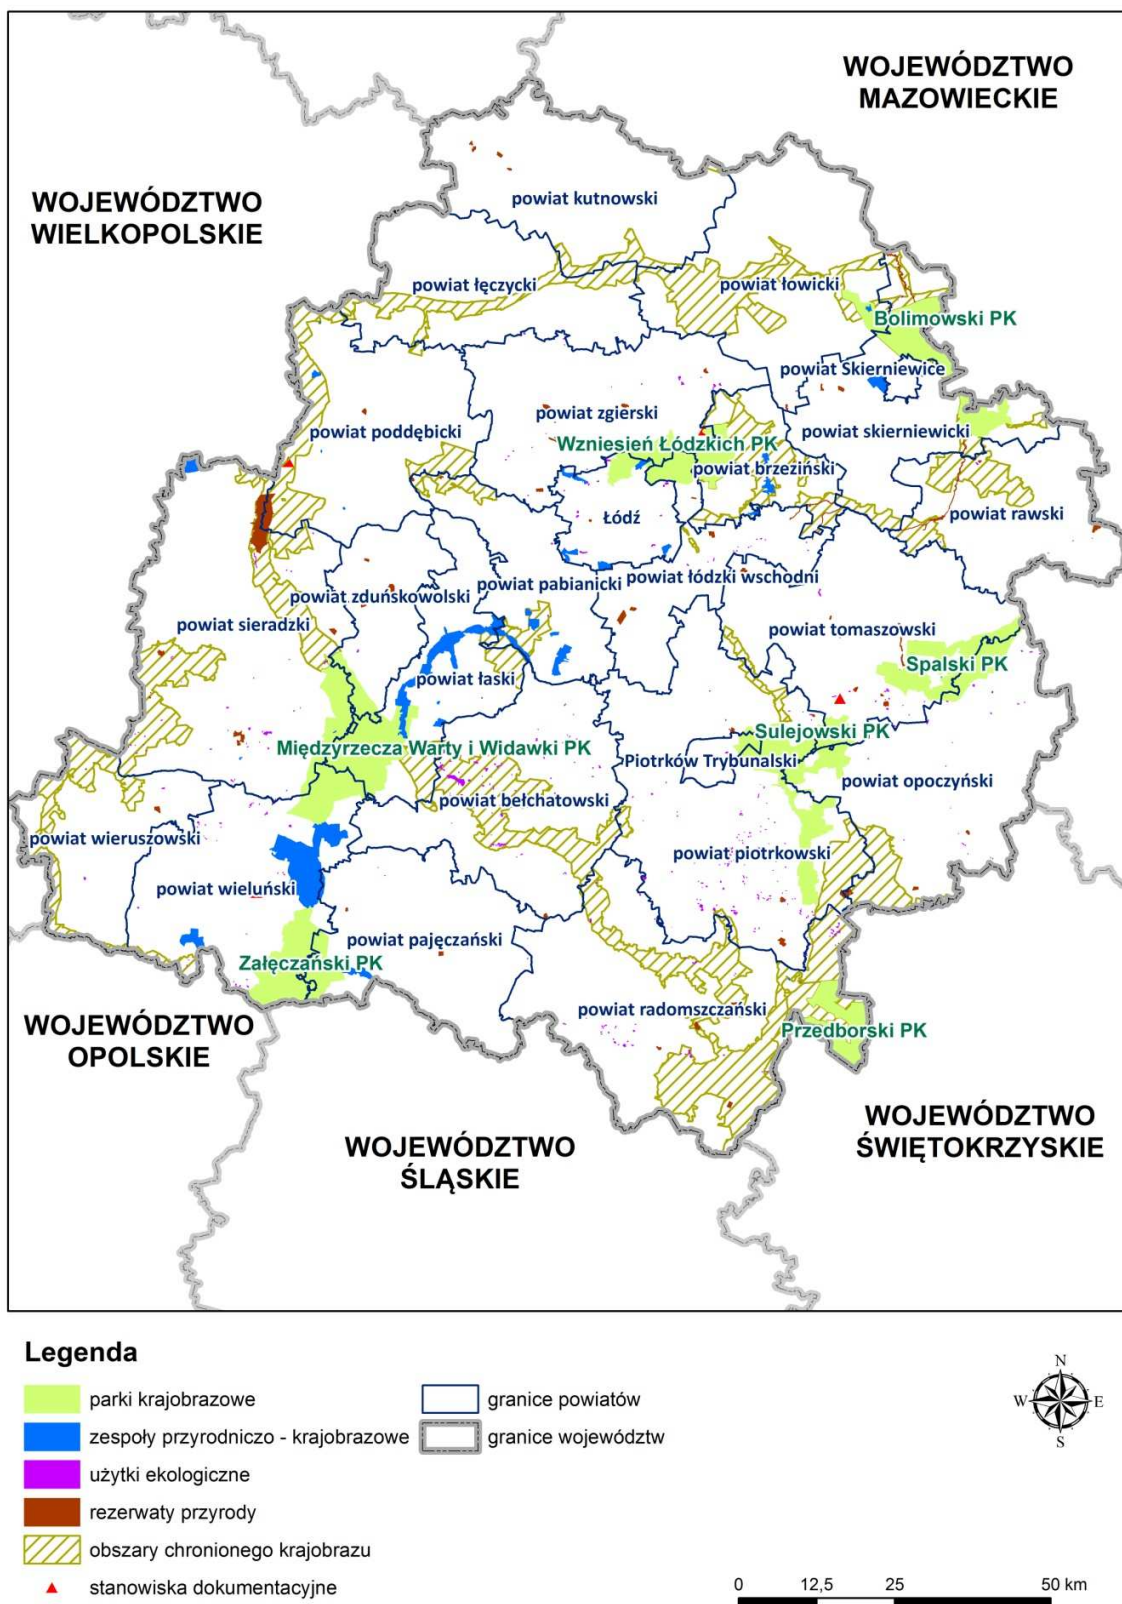 WOJEWÓDZTWO
MAZOWIECKIE
WOJEWÓDZTWO
WIELKOPOLSKIE
powiat kutnowski
powiat łęczycki
powiat łowicki
Bolimowski PK
powiat Skierniewice
powiat zgierski
powiat poddębicki
powiat skierniewicki
Wzniesień Łódzkich PK
powiat brzeziński
Łódź
powiat rawski
powiat pabianicki
powiat łódzki wschodni
powiat zduńskowolski
powiat sieradzki
powiat tomaszowski
Spalski PK
powiat łaski
Sulejowski PK
Międzyrzecza Warty i Widawki PK
Piotrków Trybunalski
powiat opoczyński
powiat bełchatowski
powiat wieruszowski
powiat piotrkowski
powiat wieluński
powiat pajęczański
Załęczański PK
powiat radomszczański
Przedborski PK
WOJEWÓDZTWO
OPOLSKIE
WOJEWÓDZTWO
ŚLĄSKIE
WOJEWÓDZTWO
ŚWIĘTOKRZYSKIE
Legenda
parki krajobrazowe
zespoły przyrodniczo - krajobrazowe
użytki ekologiczne
rezerwaty przyrody
obszary chronionego krajobrazu
stanowiska dokumentacyjne
granice powiatów
granice województw
N
W E
S
0 12,5 25 50 km